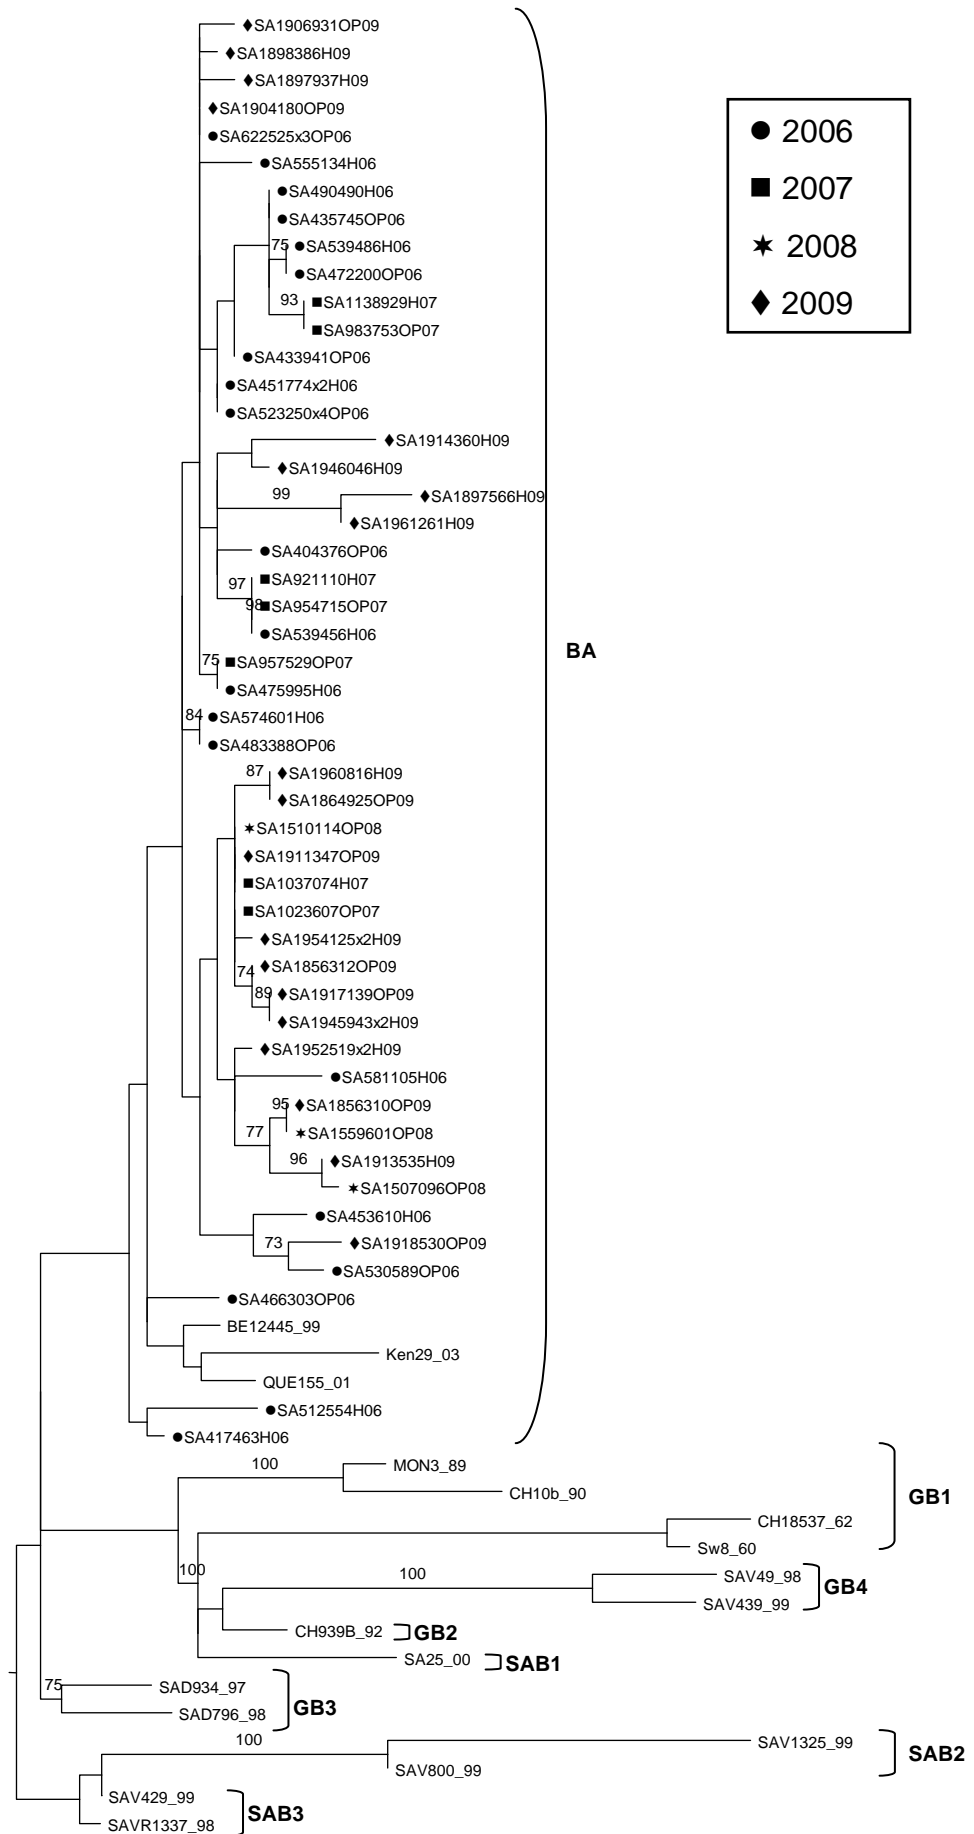 SA1906931OP09
SA1898386H09
SA1897937H09
SA1904180OP09
SA622525x3OP06
SA555134H06
SA490490H06
SA435745OP06
75
SA539486H06
SA472200OP06
93
SA1138929H07
SA983753OP07
SA433941OP06
SA451774x2H06
SA523250x4OP06
SA1914360H09
SA1946046H09
99
SA1897566H09
SA1961261H09
SA404376OP06
97
SA921110H07
98
SA954715OP07
SA539456H06
75
SA957529OP07
SA475995H06
84
SA574601H06
SA483388OP06
87
SA1960816H09
SA1864925OP09
SA1510114OP08
SA1911347OP09
SA1037074H07
SA1023607OP07
SA1954125x2H09
74
SA1856312OP09
89
SA1917139OP09
SA1945943x2H09
SA1952519x2H09
SA581105H06
95
SA1856310OP09
77
SA1559601OP08
96
SA1913535H09
SA1507096OP08
SA453610H06
73
SA1918530OP09
SA530589OP06
SA466303OP06
BE12445_99
Ken29_03
QUE155_01
SA512554H06
SA417463H06
BA
2006
2007
2008
2009
100
MON3_89
CH10b_90
CH18537_62
Sw8_60
GB1
100
100
SAV49_98
SAV439_99
GB4
CH939B_92
GB2
SA25_00
SAB1
75
SAD934_97
SAD796_98
GB3
100
SAV1325_99
SAV800_99
SAB2
SAV429_99
SAVR1337_98
SAB3